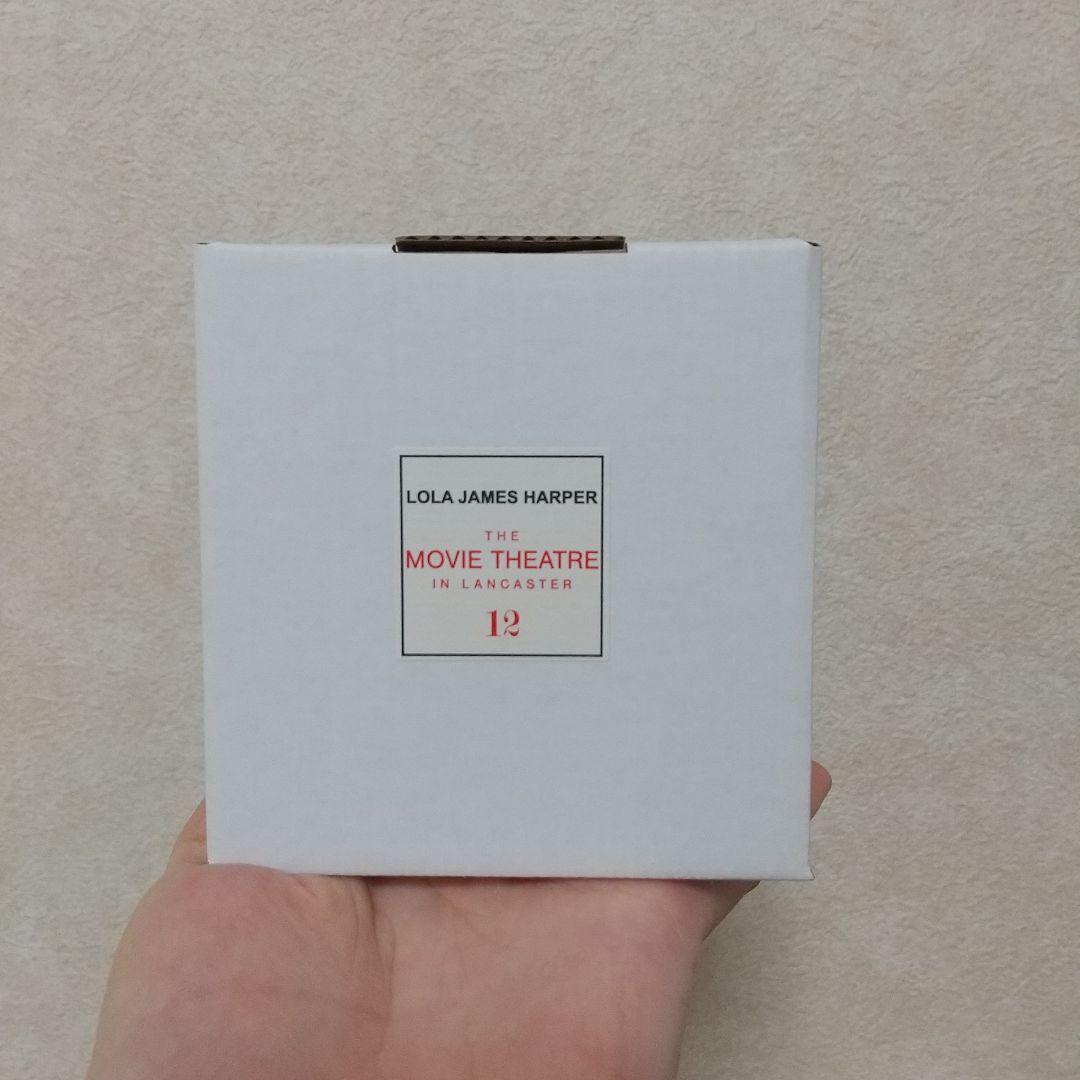 LOLA JAMES HARPER
THE
MOVIE THEATRE
IN LANCASTER
12